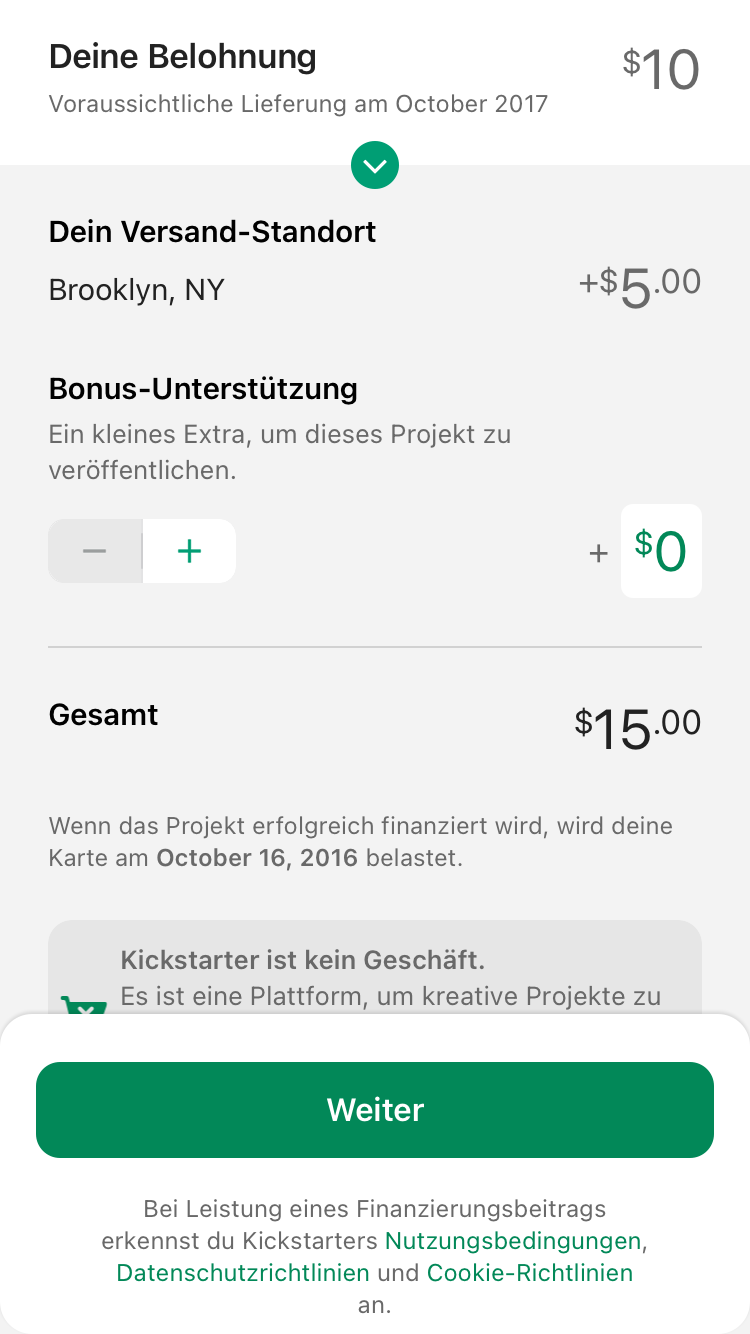 Deine Belohnung
$10
Voraussichtliche Lieferung am October 2017
Dein Versand-Standort
Brooklyn, NY
+$5.00
Bonus-Unterstützung
Ein kleines Extra, um dieses Projekt zu
veröffentlichen.
− +
+ $0
Gesamt
$15.00
Wenn das Projekt erfolgreich finanziert wird, wird deine
Karte am October 16, 2016 belastet.
Kickstarter ist kein Geschäft.
Es ist eine Plattform, um kreative Projekte zu
Weiter
Bei Leistung eines Finanzierungsbeitrags
erkennst du Kickstarters Nutzungsbedingungen,
Datenschutzrichtlinien und Cookie-Richtlinien
an.